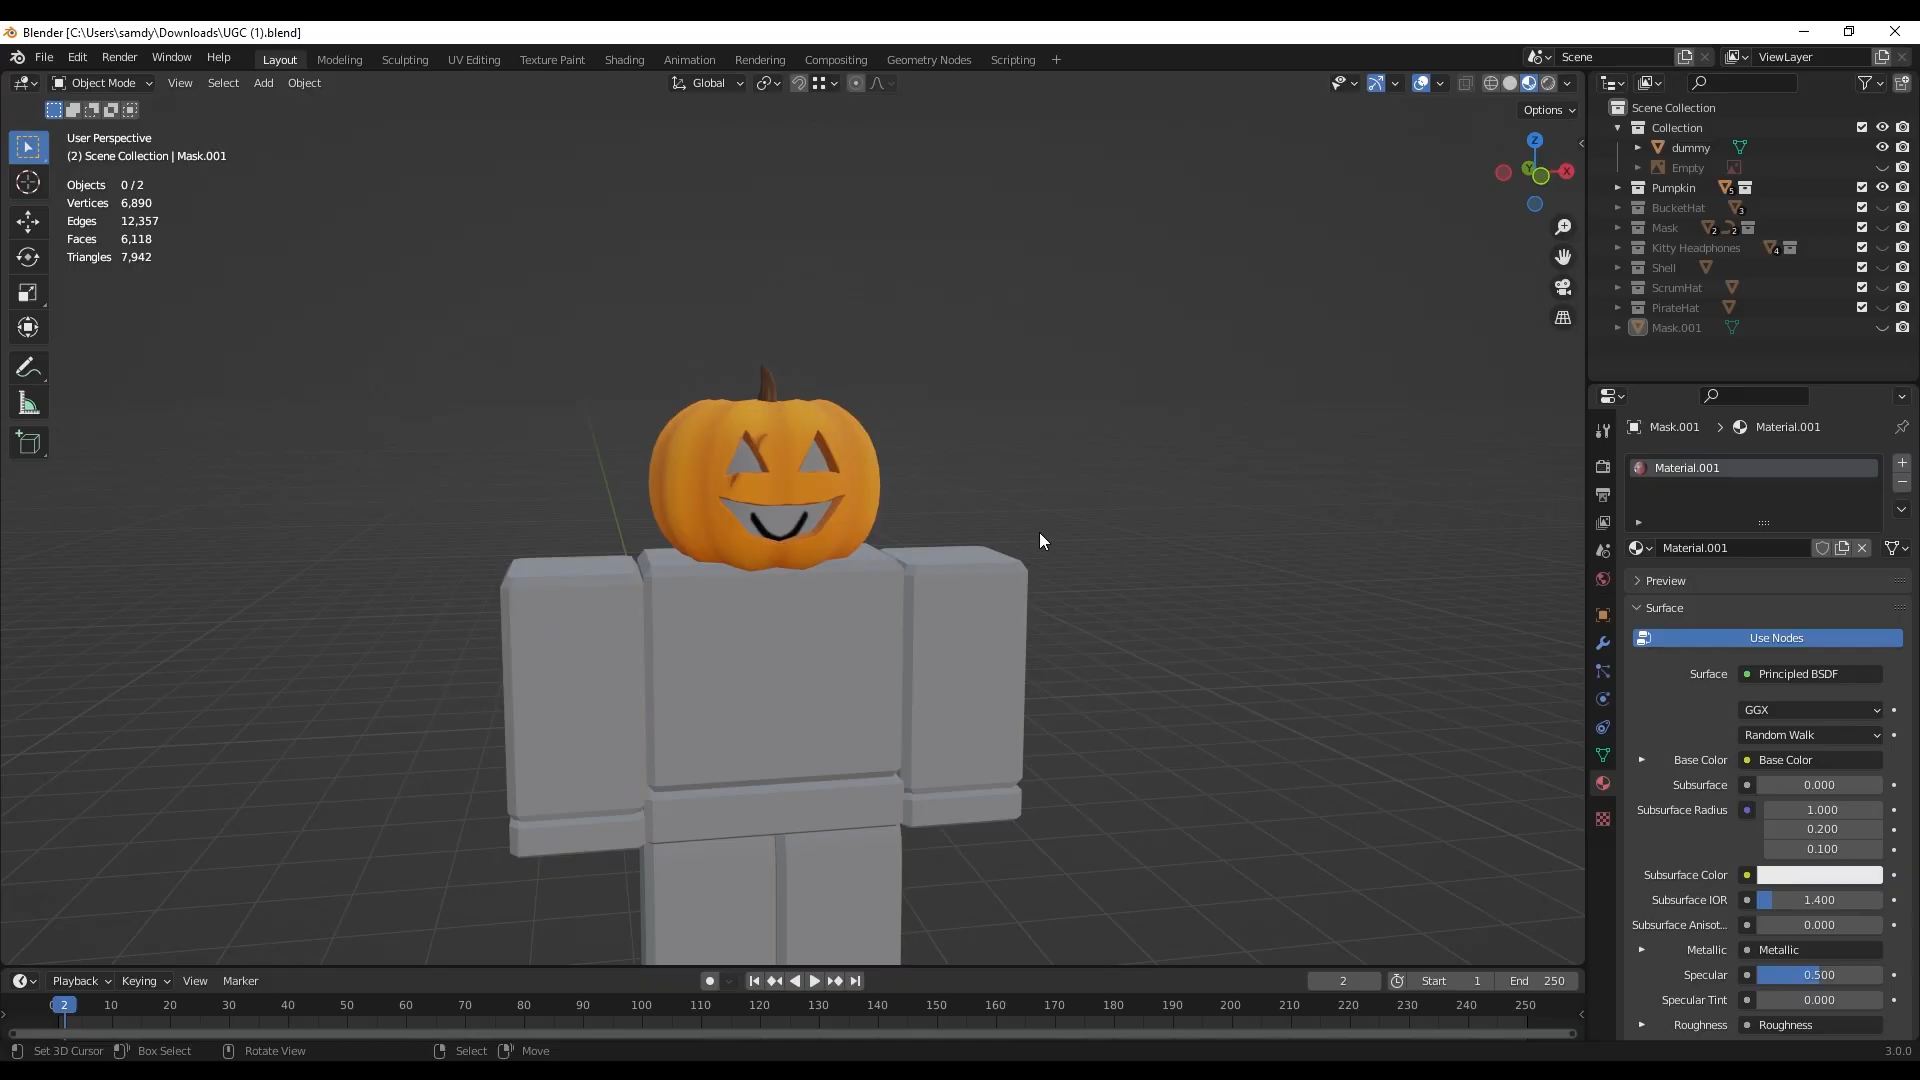 Blender [C:\Users\samdy\Downloads\UGC (1).blend]
File Edit Render Window Help Layout Modeling Sculpting UV Editing Texture Paint Shading Animation Rendering Compositing Geometry Nodes Scripting + Scene ViewLayer
Object Mode View Select Add Object Global
Options
User Perspective
(2) Scene Collection | Mask.001
Objects 0 / 2
Vertices 6,890
Edges 12,357
Faces 6,118
Triangles 7,942
Z
Y
X
Scene Collection
Collection
dummy
Empty
Pumpkin 5
BucketHat 3
Mask 2 2
Kitty Headphones 4
Shell
ScrumHat
PirateHat
Mask.001
Mask.001 > Material.001
Material.001
Material.001
Preview
Surface
Use Nodes
Surface Principled BSDF
GGX
Random Walk
Base Color Base Color
Subsurface 0.000
Subsurface Radius 1.000
0.200
0.100
Subsurface Color
Subsurface IOR 1.400
Subsurface Anisot... 0.000
Metallic Metallic
Specular 0.500
Specular Tint 0.000
Roughness Roughness
Playback Keying View Marker 2 Start 1 End 250
2 10 20 30 40 50 60 70 80 90 100 110 120 130 140 150 160 170 180 190 200 210 220 230 240 250
Set 3D Cursor Box Select Rotate View Select Move 3.0.0